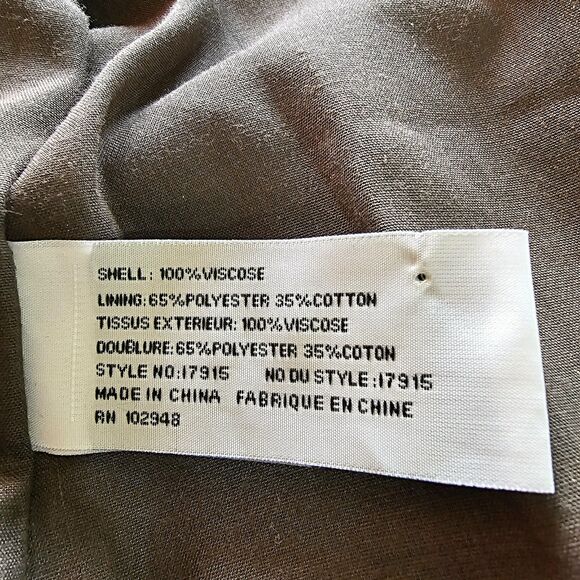 SHELL: 100%VISCOSE
LINING:65%POLYESTER 35%COTTON
TISSUS EXTERIEUR: 100%VISCOSE
DOUBLURE:65%POLYESTER 35%COTON
STYLE NO:17915 NO DU STYLE:17915
MADE IN CHINA FABRIQUE EN CHINE
RN 102948